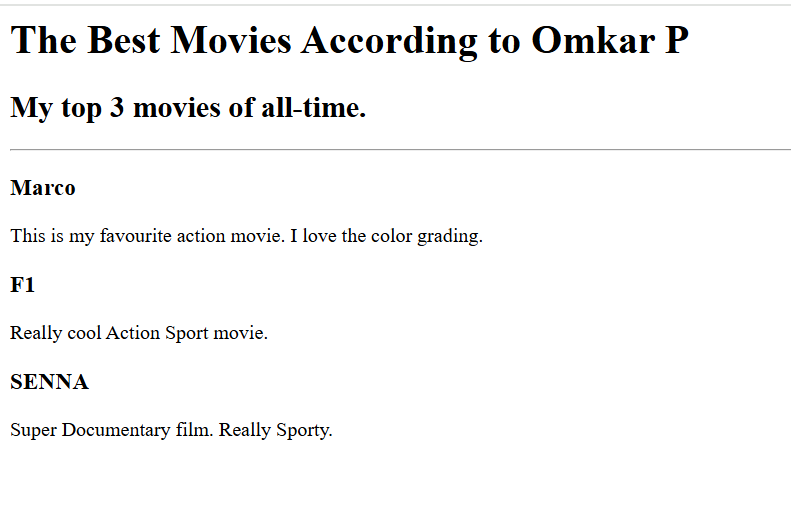 The Best Movies According to Omkar P
My top 3 movies of all-time.
Marco
This is my favourite action movie. I love the color grading.
F1
Really cool Action Sport movie.
SENNA
Super Documentary film. Really Sporty.